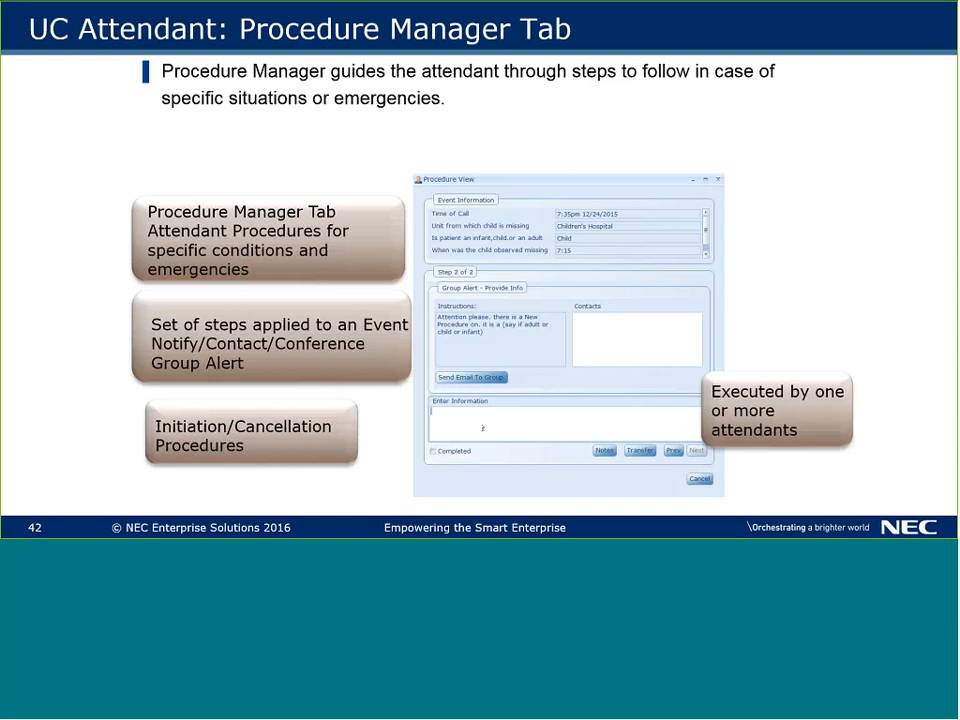 UC Attendant: Procedure Manager Tab
Procedure Manager guides the attendant through steps to follow in case of
specific situations or emergencies.
Procedure Manager Tab
Attendant Procedures for
specific conditions and
emergencies
Set of steps applied to an Event
Notify/Contact/Conference
Group Alert
Initiation/Cancellation
Procedures
Procedure View
Event Information
Time of Call 7:35pm 12/24/2015
Unit from which child is missing Children's Hospital
Is patient an infant,child,or an adult Child
When was the child observed missing 7:15
Step 2 of 2
Group Alert - Provide Info
Instructions: Contacts
Attention please. there is a New
Procedure on. it is a (say if adult or
child or infant)
Send Email To Group
Enter Information
Completed Notes Transfer Prev Next
Cancel
Executed by one
or more
attendants
42 © NEC Enterprise Solutions 2016 Empowering the Smart Enterprise \Orchestrating a brighter world NEC